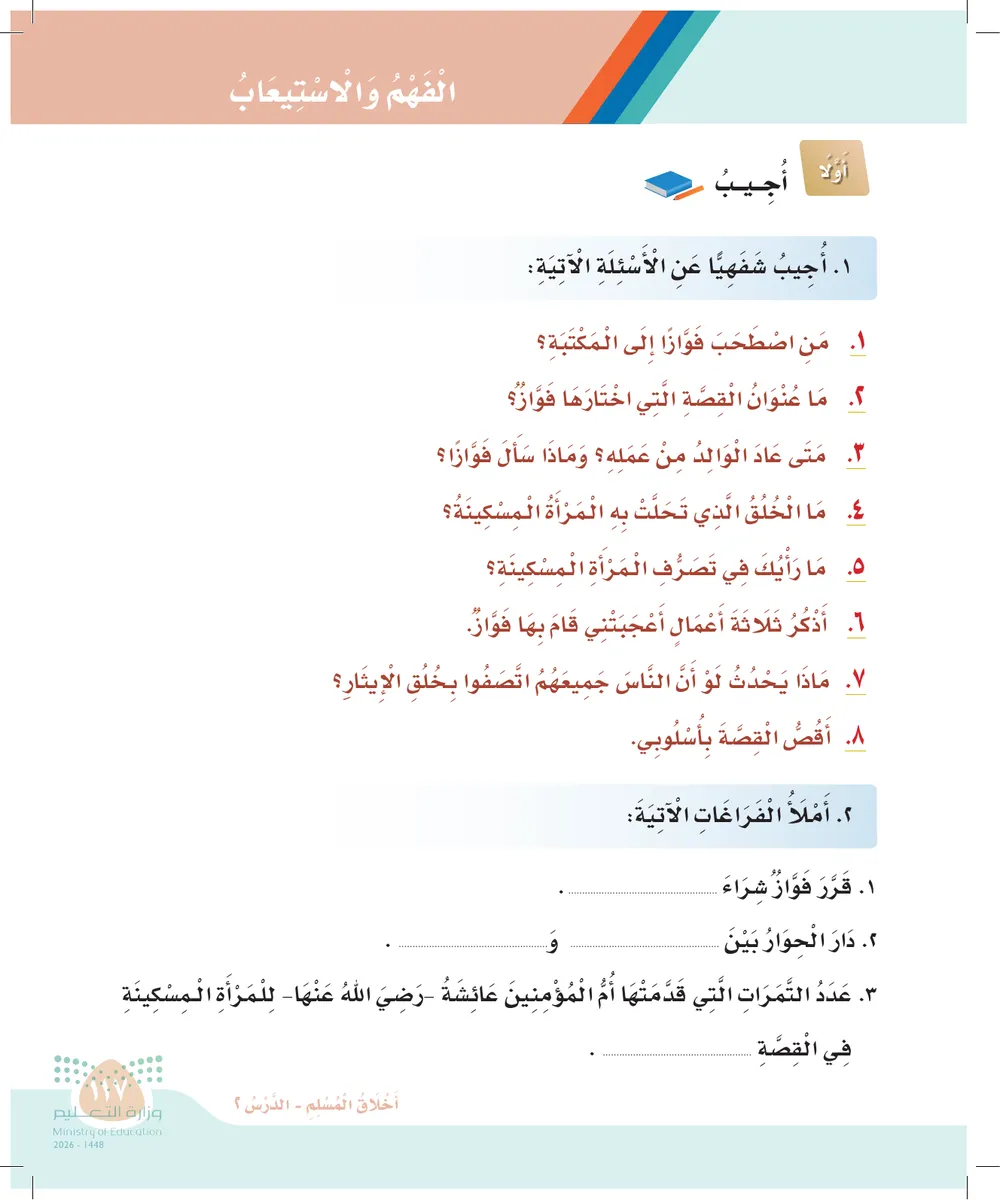 الْفَهْمُ وَالْاسْتِيعَابُ
أَوَّلًا
أُجِـيـبُ
١. أُجِيبُ شَفَهِيًّا عَنِ الْأَسْئِلَةِ الْآتِيَةِ:
١. مَنِ اصْطَحَبَ فَوَّازًا إِلَى الْمَكْتَبَةِ؟
٢. مَا عُنْوَانُ الْقِصَّةِ الَّتِي اخْتَارَهَا فَوَّازٌ؟
٣. مَتَى عَادَ الْوَالِدُ مِنْ عَمَلِهِ؟ وَمَاذَا سَأَلَ فَوَّازًا؟
٤. مَا الْخُلُقُ الَّذِي تَحَلَّتْ بِهِ الْمَرْأَةُ الْمِسْكِينَةُ؟
٥. مَا رَأْيُكَ فِي تَصَرُّفِ الْمَرْأَةِ الْمِسْكِينَةِ؟
٦. أَذْكُرُ ثَلَاثَةَ أَعْمَالٍ أَعْجَبَتْنِي قَامَ بِهَا فَوَّازٌ.
٧. مَاذَا يَحْدُثُ لَوْ أَنَّ النَّاسَ جَمِيعَهُمُ اتَّصَفُوا بِخُلُقِ الْإِيثَارِ؟
٨. أَقُصُّ الْقِصَّةَ بِأُسْلُوبِي.
٢. أَمْلَأُ الْفَرَاغَاتِ الْآتِيَةَ:
١. قَرَّرَ فَوَّازٌ شِرَاءَ .................... .
٢. دَارَ الْحِوَارُ بَيْنَ .................... وَ.................... .
٣. عَدَدُ التَّمَرَاتِ الَّتِي قَدَّمَتْهَا أُمُّ الْمُؤْمِنِينَ عَائِشَةُ -رَضِيَ اللهُ عَنْهَا- لِلْمَرْأَةِ الْمِسْكِينَةِ
فِي الْقِصَّةِ .................... .
أَخْلَاقُ الْمُسْلِمِ - الدَّرْسُ ٢
١١٧
وزارة التعـليم
Ministry of Education
2026 - 1448